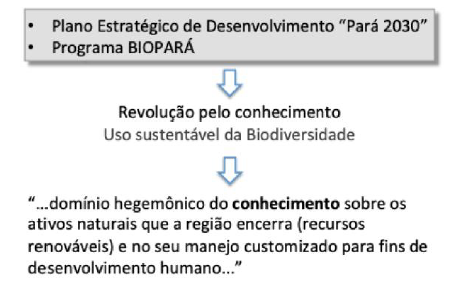 • Plano Estratégico de Desenvolvimento “Pará 2030”
• Programa BIOPARÁ
Revolução pelo conhecimento
Uso sustentável da Biodiversidade
“...domínio hegemônico do conhecimento sobre os
ativos naturais que a região encerra (recursos
renováveis) e no seu manejo customizado para fins de
desenvolvimento humano...”